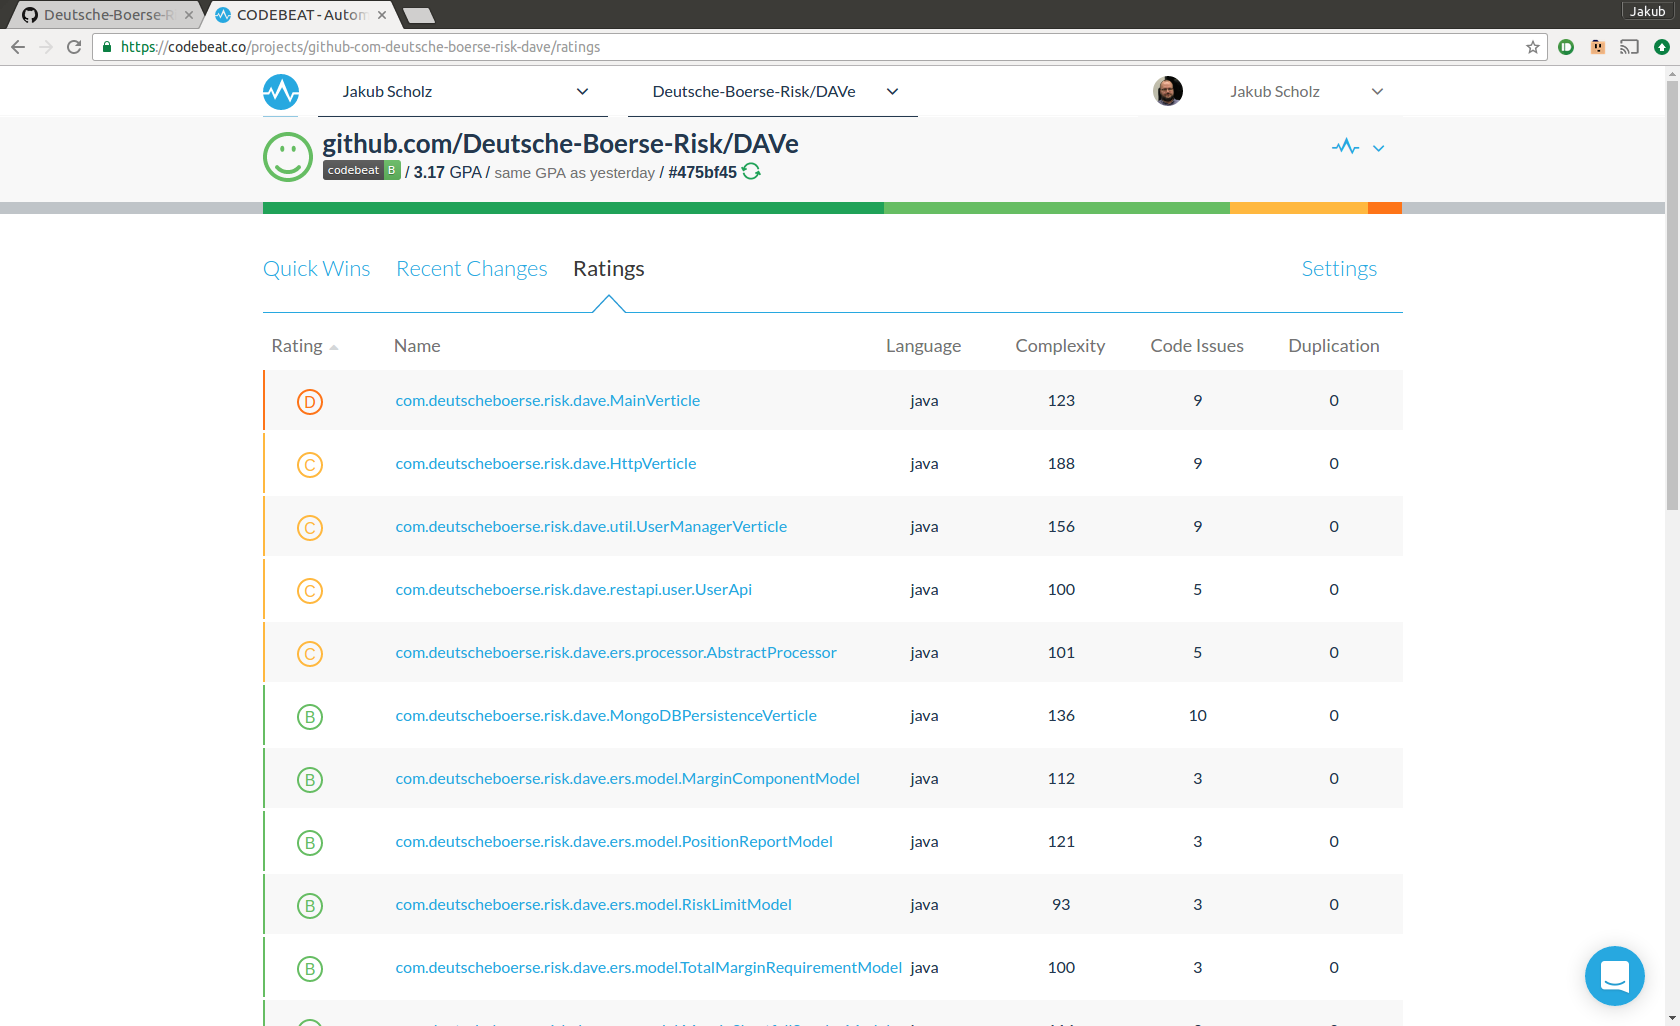 Deutsche-Boerse-R
CODEBEAT - Autom
Jakub
https://codebeat.co/projects/github-com-deutsche-boerse-risk-dave/ratings
Jakub Scholz
Deutsche-Boerse-Risk/DAVe
Jakub Scholz
github.com/Deutsche-Boerse-Risk/DAVe
codebeat B / 3.17 GPA / same GPA as yesterday / #475bf45
Quick Wins Recent Changes Ratings Settings
Rating Name Language Complexity Code Issues Duplication
D com.deutscheboerse.risk.dave.MainVerticle java 123 9 0
C com.deutscheboerse.risk.dave.HttpVerticle java 188 9 0
C com.deutscheboerse.risk.dave.util.UserManagerVerticle java 156 9 0
C com.deutscheboerse.risk.dave.restapi.user.UserApi java 100 5 0
C com.deutscheboerse.risk.dave.ers.processor.AbstractProcessor java 101 5 0
B com.deutscheboerse.risk.dave.MongoDBPersistenceVerticle java 136 10 0
B com.deutscheboerse.risk.dave.ers.model.MarginComponentModel java 112 3 0
B com.deutscheboerse.risk.dave.ers.model.PositionReportModel java 121 3 0
B com.deutscheboerse.risk.dave.ers.model.RiskLimitModel java 93 3 0
B com.deutscheboerse.risk.dave.ers.model.TotalMarginRequirementModel java 100 3 0